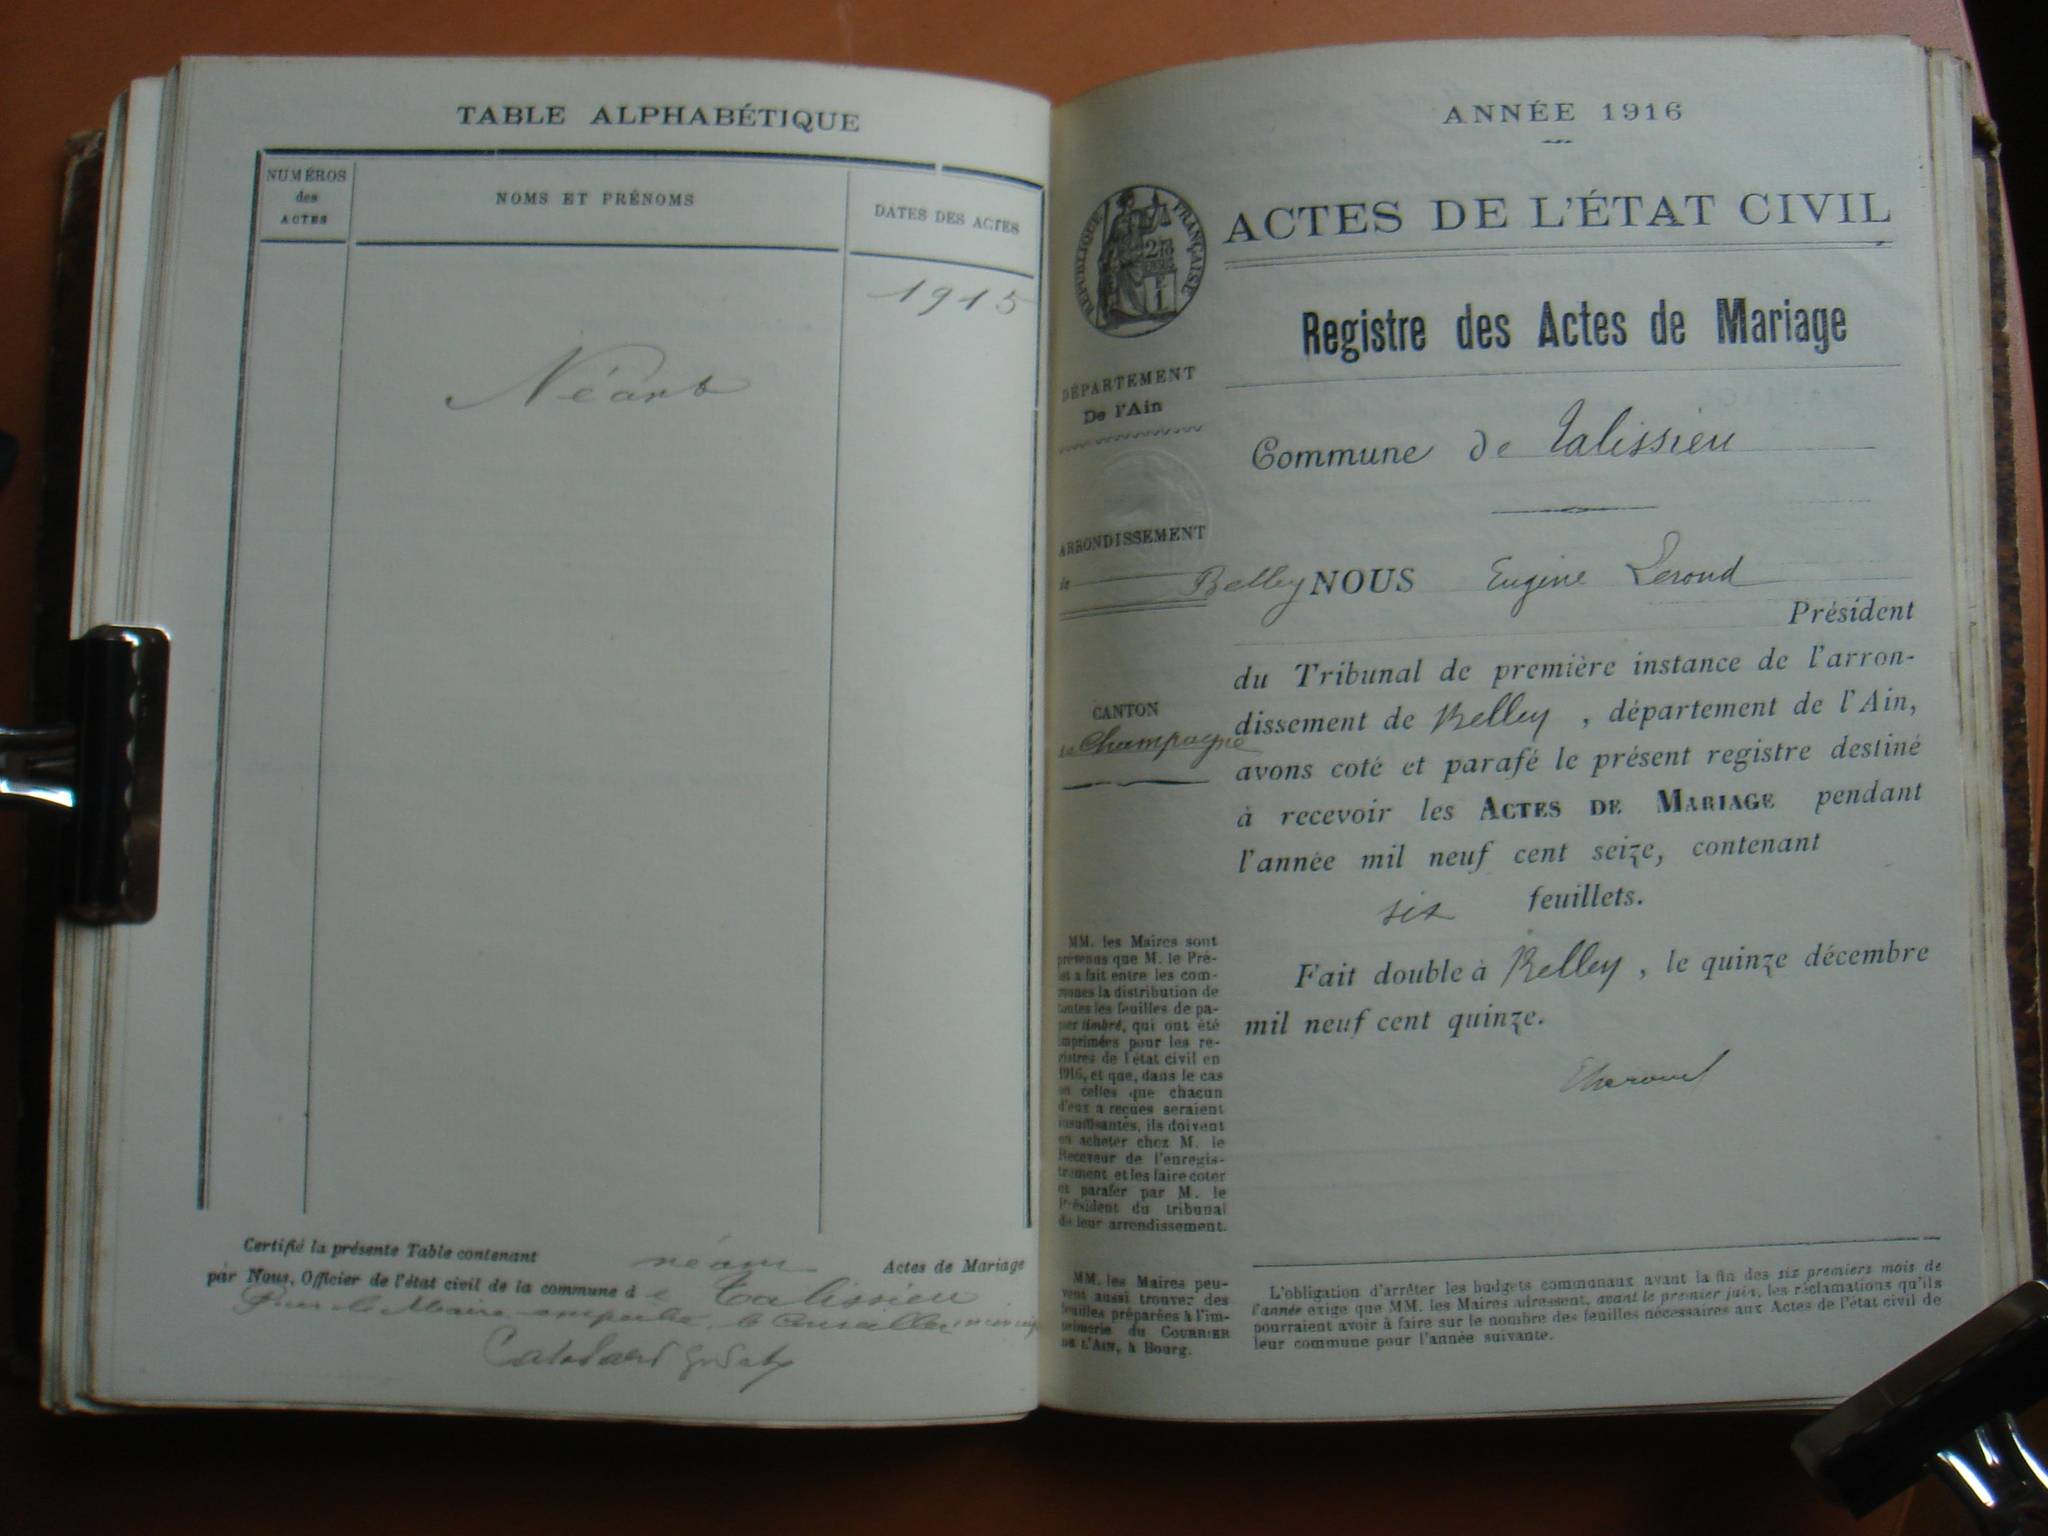 TABLE ALPHABÉTIQUE
NUMÉROS
des
ACTES
NOMS ET PRÉNOMS
DATES DES ACTES
1915
Néant
Certifié la présente Table contenant néant Actes de Mariage
par Nous, Officier de l'état civil de la commune de Talissieu
Pour le Maire empêché, le Conseiller
ANNÉE 1916
RÉPUBLIQUE FRANÇAISE
ACTES DE L'ÉTAT CIVIL
Registre des Actes de Mariage
DÉPARTEMENT
De l'Ain
Commune de Talissieu
ARRONDISSEMENT
de Belley
NOUS Eugène Leroud
Président
du Tribunal de première instance de l'arron-
dissement de Belley, département de l'Ain,
CANTON
de Champagne
avons coté et parafé le présent registre destiné
à recevoir les ACTES DE MARIAGE pendant
l'année mil neuf cent seize, contenant
six feuillets.
Fait double à Belley, le quinze décembre
mil neuf cent quinze.
MM. les Maires sont
prévenus que M. le Pré-
fet a fait entre les com-
munes la distribution de
toutes les feuilles de pa-
pier timbré, qui ont été
imprimées pour les re-
gistres de l'état civil en
1916, et que, dans le cas
où celles que chacun
d'eux a reçues seraient
insuffisantes, ils doivent
en acheter chez M. le
Receveur de l'enregis-
trement et les faire coter
et parafer par M. le
Président du tribunal
de leur arrondissement.
MM. les Maires peu-
vent aussi trouver des
feuilles préparées à l'im-
primerie du COURRIER
DE L'AIN, à Bourg.
L'obligation d'arrêter les budgets communaux avant la fin des six premiers mois de
l'année exige que MM. les Maires adressent, avant le premier juin, les réclamations qu'ils
pourraient avoir à faire sur le nombre des feuilles nécessaires aux Actes de l'état civil de
leur commune pour l'année suivante.